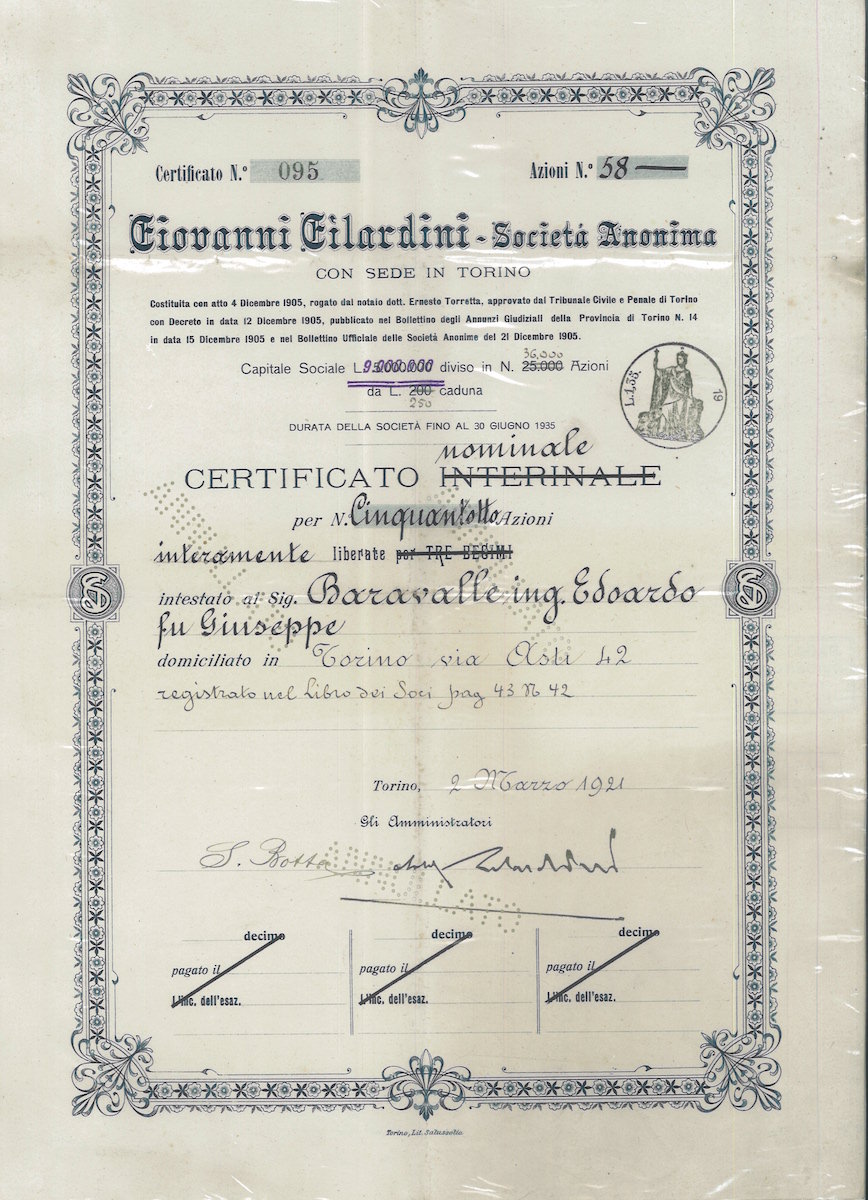 Certificato N.º 095
Azioni N.º 58
Giovanni Gilardini - Società Anonima
CON SEDE IN TORINO
Costituita con atto 4 Dicembre 1905, rogato dal notaio dott. Ernesto Torretta, approvato dal Tribunale Civile e Penale di Torino
con Decreto in data 12 Dicembre 1905, pubblicato nel Bollettino degli Annunzi Giudiziali della Provincia di Torino N. 14
in data 15 Dicembre 1905 e nel Bollettino Ufficiale delle Società Anonime del 21 Dicembre 1905.
36,000
Capitale Sociale L. 9.000.000 diviso in N. 25.000 Azioni
da L. 200 caduna
250
L.1,35.
19
DURATA DELLA SOCIETÀ FINO AL 30 GIUGNO 1935
nominale
CERTIFICATO INTERINALE
per N. Cinquantotto Azioni
interamente liberate per TRE DECIMI
intestato al Sig. Baravalle ing. Edoardo
fu Giuseppe
domiciliato in Torino via Asti 42
registrato nel Libro dei Soci pag 43 N 42
Torino, 2 Marzo 1921
Gli Amministratori
S. Botta
decimo
pagato il
L'inc. dell'esaz.
decimo
pagato il
L'inc. dell'esaz.
decimo
pagato il
L'inc. dell'esaz.
Torino, Lit. Salussolia